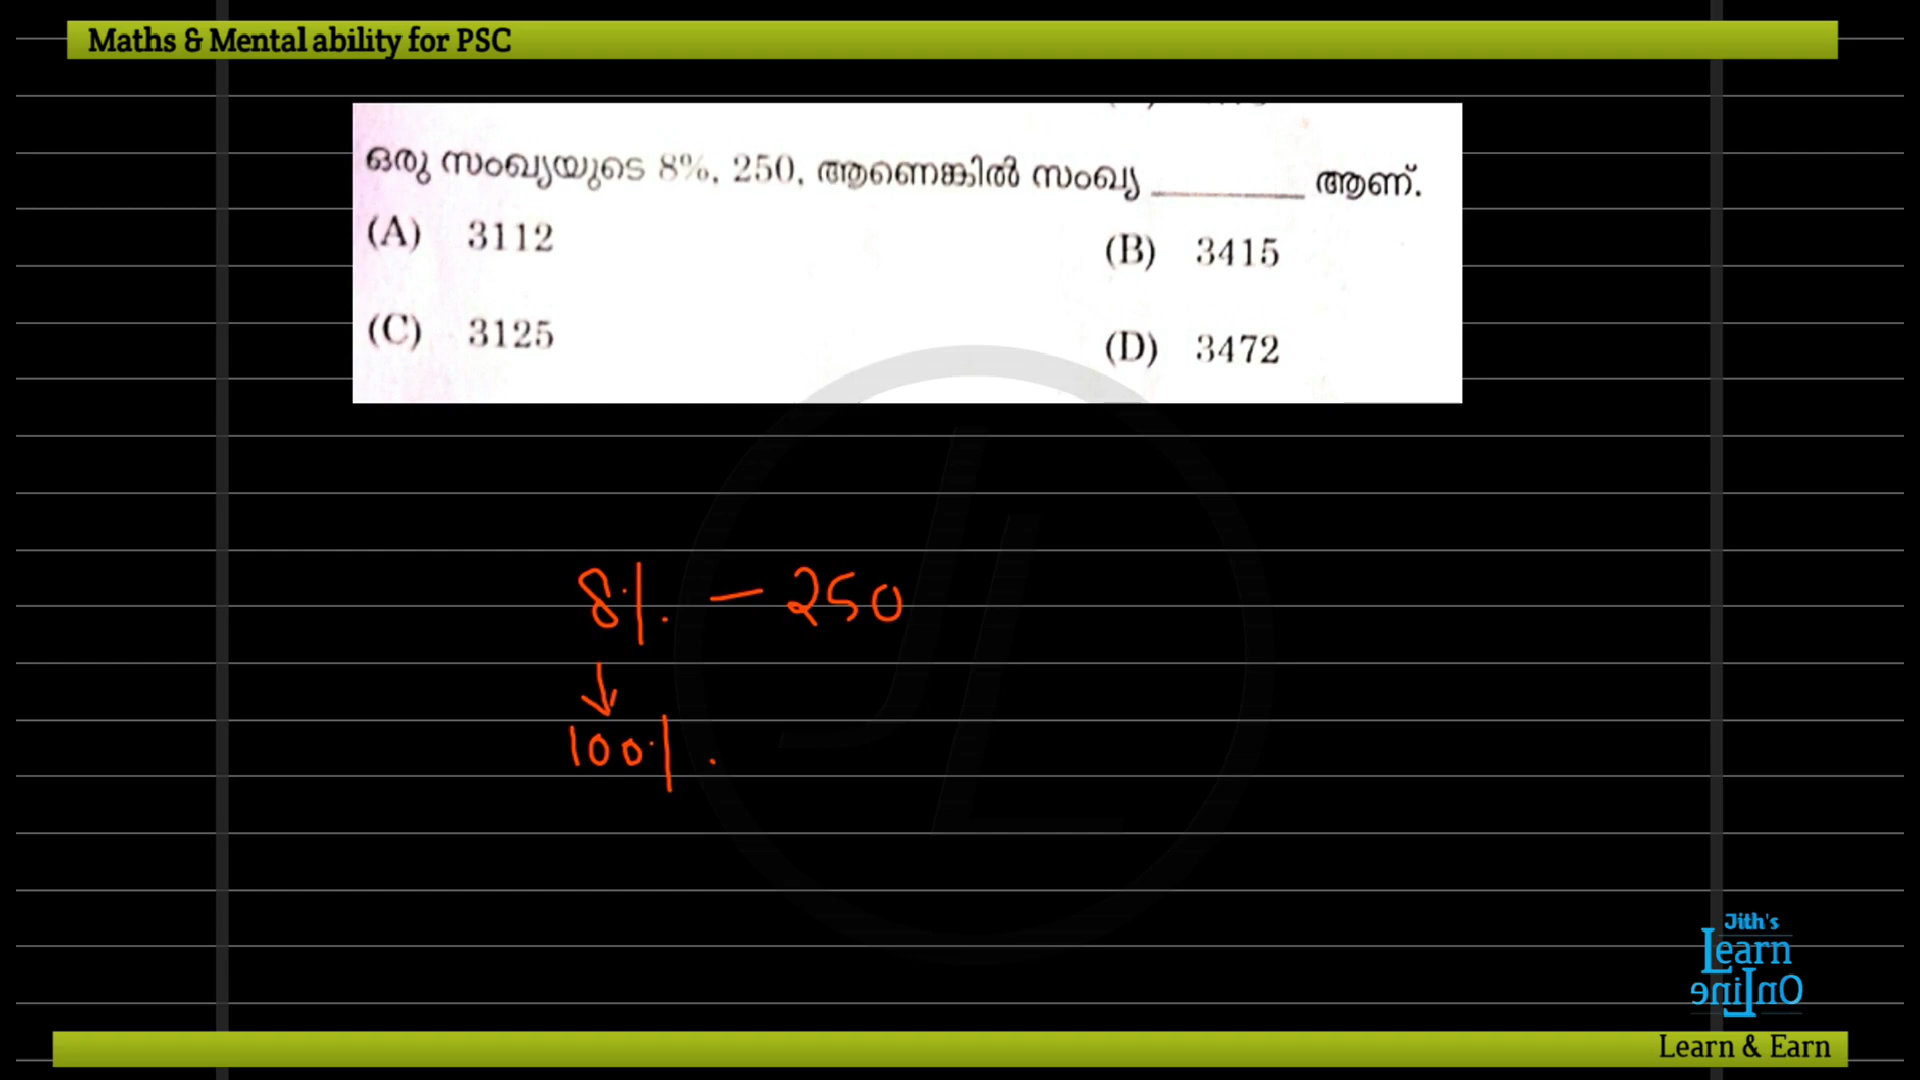 Maths & Mental ability for PSC
ഒരു സംഖ്യയുടെ 8%, 250, ആണെങ്കിൽ സംഖ്യ ________ ആണ്.
(A) 3112
(B) 3415
(C) 3125
(D) 3472
8% — 250
↓
100%
Jith's
Learn
OnLine
Learn & Earn